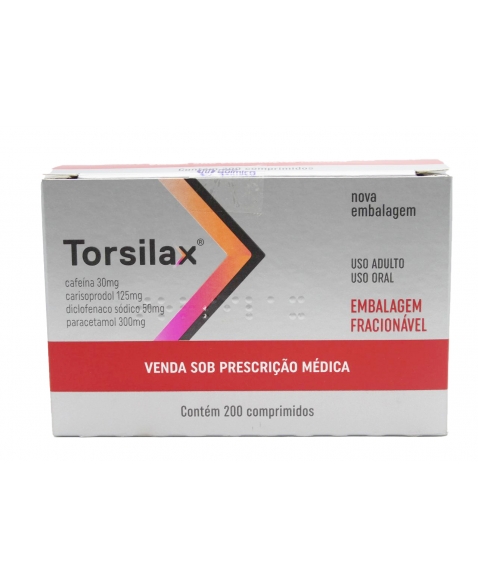 nova
embalagem
Torsilax®
cafeína 30mg
carisoprodol 125mg
diclofenaco sódico 50mg
paracetamol 300mg
USO ADULTO
USO ORAL
EMBALAGEM
FRACIONÁVEL
VENDA SOB PRESCRIÇÃO MÉDICA
Contém 200 comprimidos